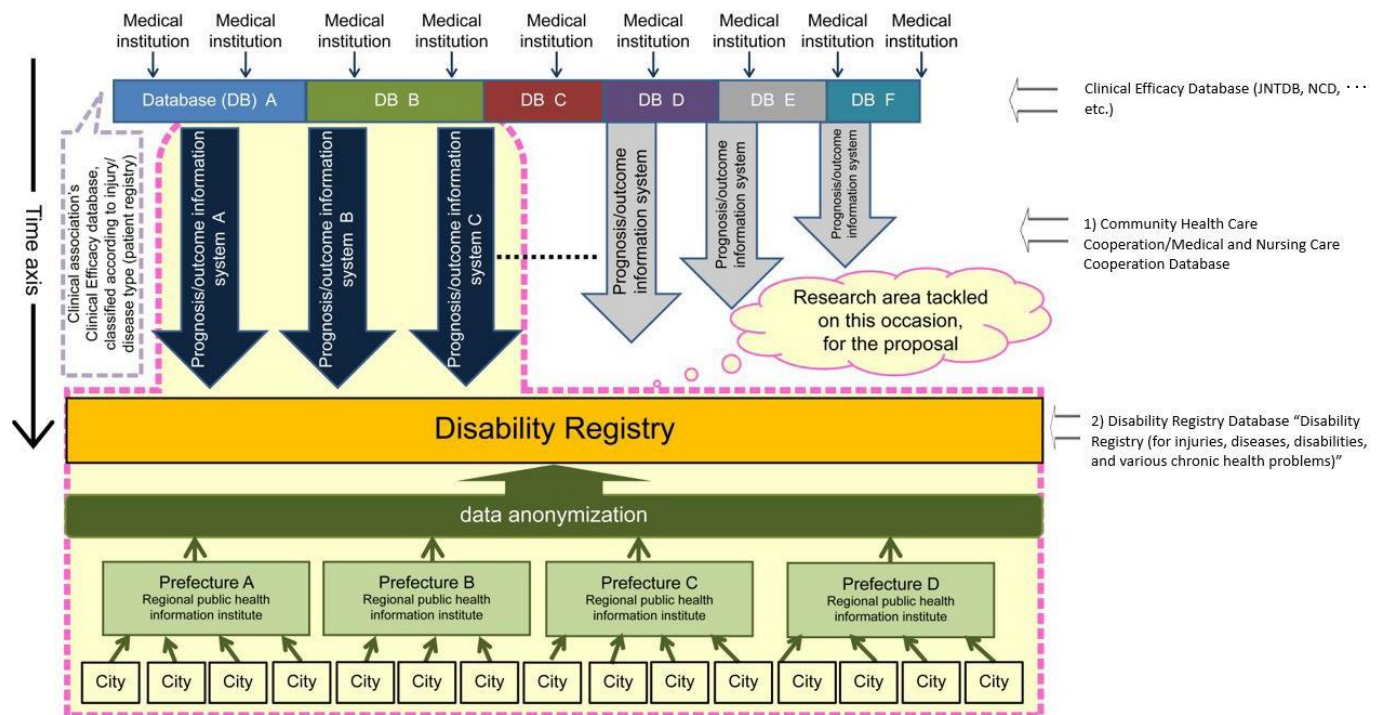 Medical
institution
Medical
institution
Medical
institution
Medical
institution
Medical
institution
Medical
institution
Medical
institution
Medical
institution
Medical
institution
Database (DB) A
DB B
DB C
DB D
DB E
DB F
Clinical Efficacy Database (JNTDB, NCD, ・・・
etc.)
Time axis
Clinical association's
Clinical Efficacy database,
classified according to injury/
disease type (patient registry)
Prognosis/outcome information
system A
Prognosis/outcome information
system B
Prognosis/outcome information
system C
Prognosis/outcome
information system
Prognosis/outcome
information system
Prognosis/outcome
information system
1) Community Health Care
Cooperation/Medical and Nursing Care
Cooperation Database
Research area tackled
on this occasion,
for the proposal
Disability Registry
2) Disability Registry Database “Disability
Registry (for injuries, diseases, disabilities,
and various chronic health problems)”
data anonymization
Prefecture A
Regional public health
information institute
Prefecture B
Regional public health
information institute
Prefecture C
Regional public health
information institute
Prefecture D
Regional public health
information institute
City
City
City
City
City
City
City
City
City
City
City
City
City
City